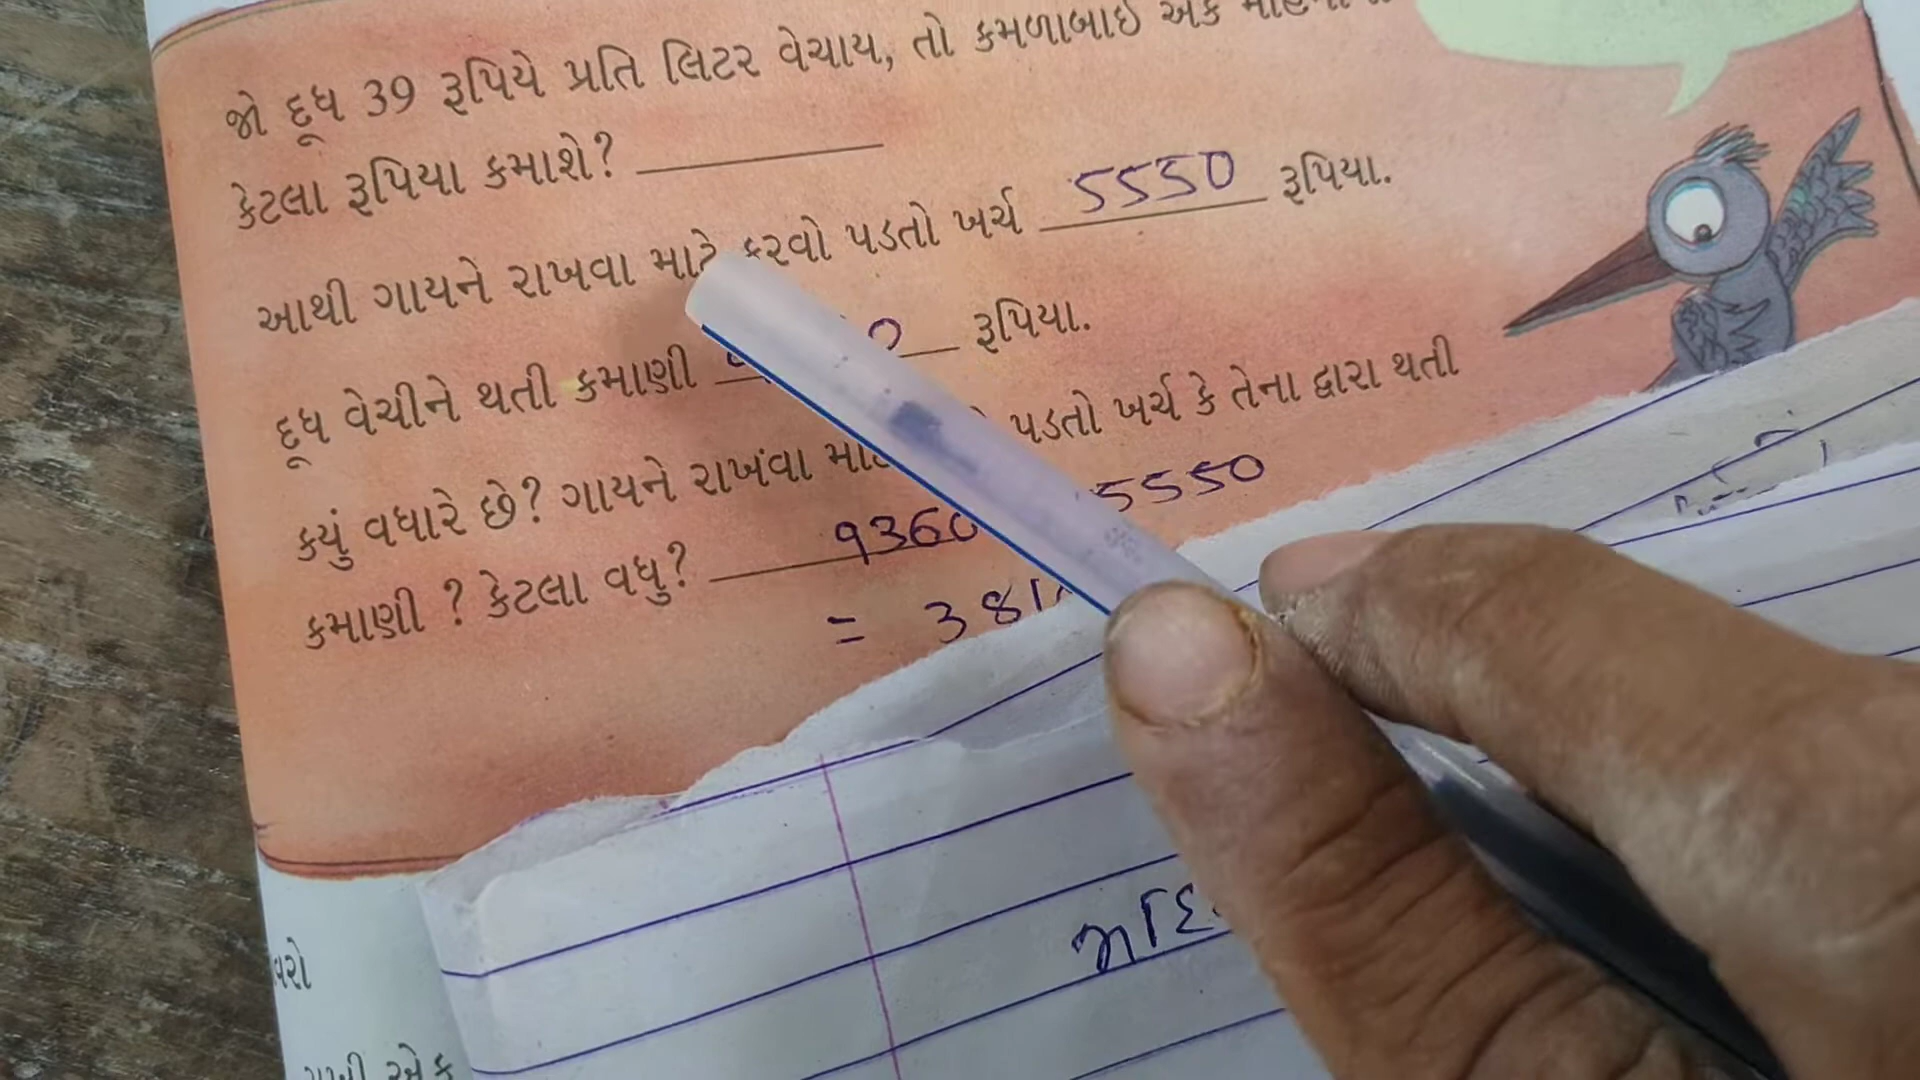 જો દૂધ 39 રૂપિયે પ્રતિ લિટર વેચાય, તો કમળાબાઈ એક
કેટલા રૂપિયા કમાશે?
આથી ગાયને રાખવા માટે કરવો પડતો ખર્ચ 5550 રૂપિયા.
દૂધ વેચીને થતી કમાણી રૂપિયા.
કયું વધારે છે? ગાયને રાખવા પડતો ખર્ચ કે તેના દ્વારા થતી
કમાણી ? કેટલા વધુ? 9360 5550
= 381